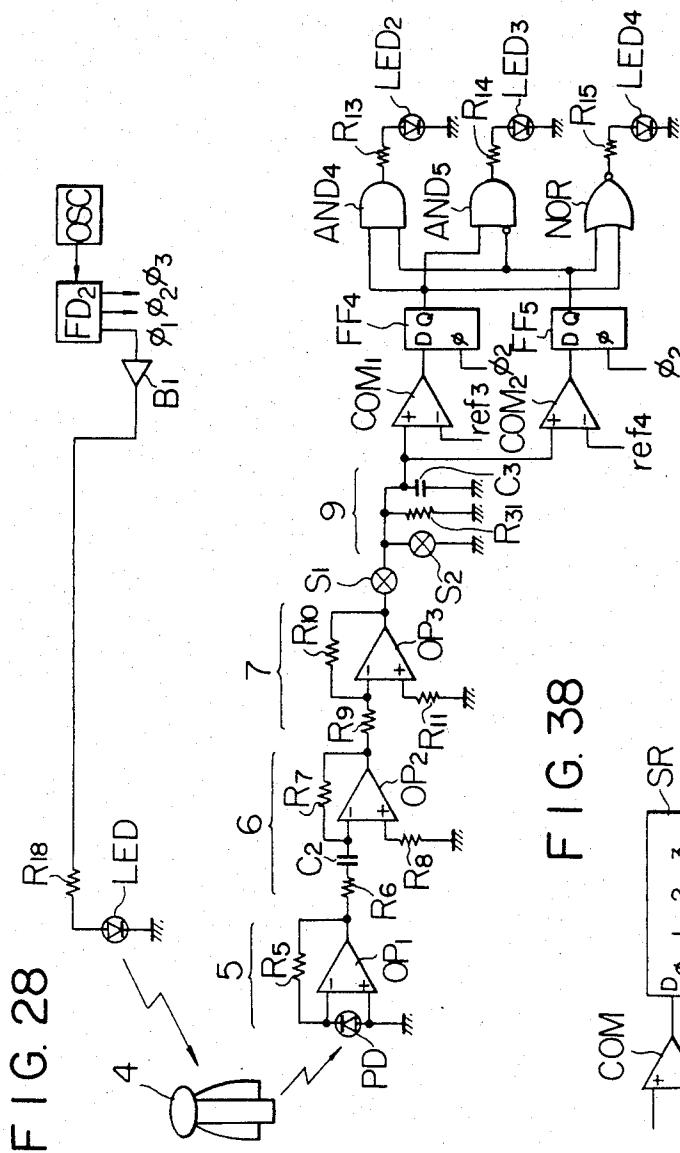 FIG. 28
4
R18
LED
B1
FD2
OSC
φ1 φ2 φ3
5
R5
PD
OP1
6
R6
C2
R7
R8
OP2
7
R9
R10
R11
OP3
S1
S2
9
R31
C3
COM1
ref3
COM2
ref4
FF4
D Q
φ
φ2
FF5
D Q
φ
φ2
AND4
AND5
NOR
R13
LED2
R14
LED3
R15
LED4
+
-
+
-
+
-
+
-
+
-
FIG. 38
COM
+
D
φ 1 2 3
SR